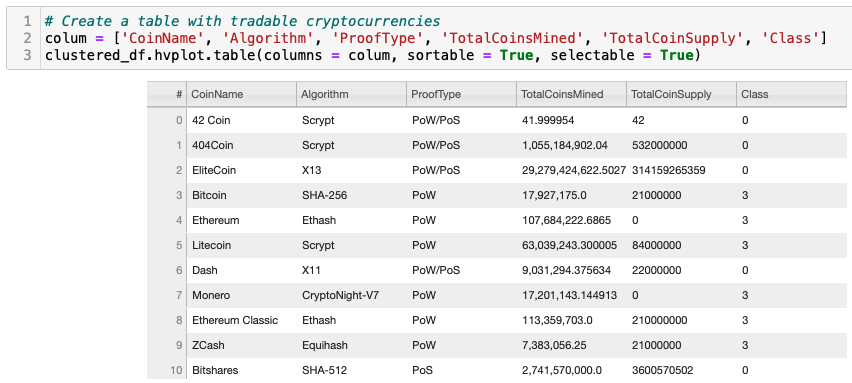 1 # Create a table with tradable cryptocurrencies
2 colum = ['CoinName', 'Algorithm', 'ProofType', 'TotalCoinsMined', 'TotalCoinSupply', 'Class']
3 clustered_df.hvplot.table(columns = colum, sortable = True, selectable = True)
# CoinName Algorithm ProofType TotalCoinsMined TotalCoinSupply Class
0 42 Coin Scrypt PoW/PoS 41.999954 42 0
1 404Coin Scrypt PoW/PoS 1,055,184,902.04 532000000 0
2 EliteCoin X13 PoW/PoS 29,279,424,622.5027 314159265359 0
3 Bitcoin SHA-256 PoW 17,927,175.0 21000000 3
4 Ethereum Ethash PoW 107,684,222.6865 0 3
5 Litecoin Scrypt PoW 63,039,243.300005 84000000 3
6 Dash X11 PoW/PoS 9,031,294.375634 22000000 0
7 Monero CryptoNight-V7 PoW 17,201,143.144913 0 3
8 Ethereum Classic Ethash PoW 113,359,703.0 210000000 3
9 ZCash Equihash PoW 7,383,056.25 21000000 3
10 Bitshares SHA-512 PoS 2,741,570,000.0 3600570502 0